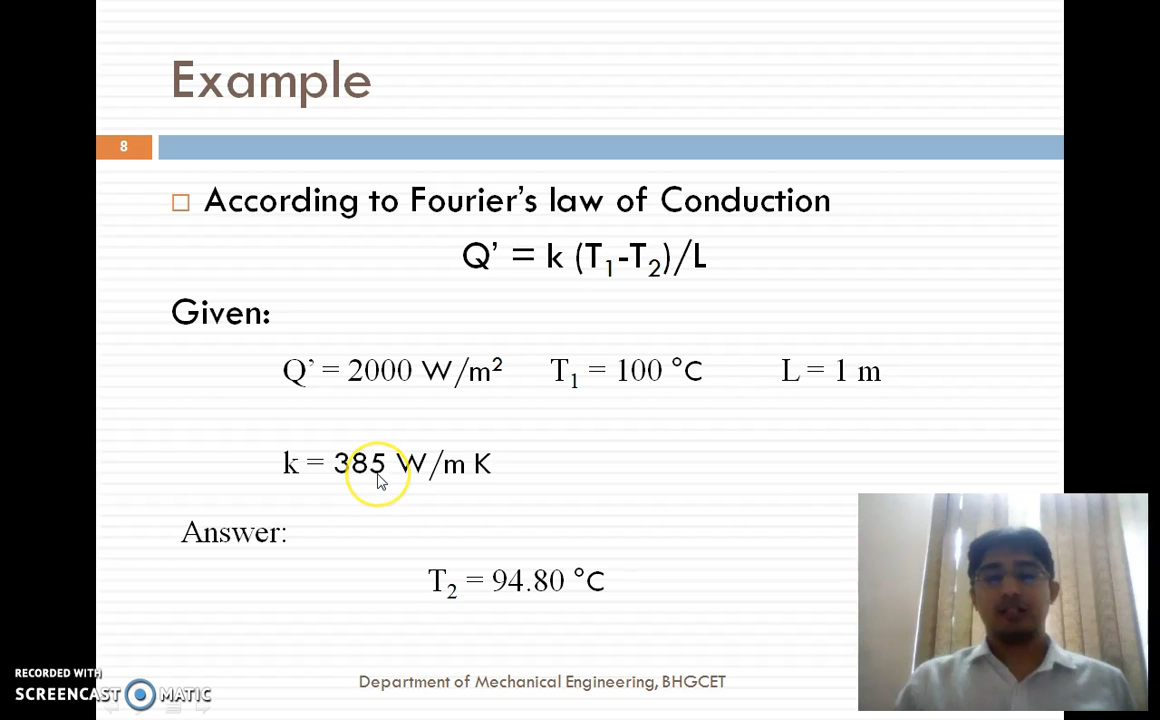 Example
8
According to Fourier’s law of Conduction
Q’ = k (T₁-T₂)/L
Given:
Q’ = 2000 W/m² T₁ = 100 °C L = 1 m
k = 385 W/m K
Answer:
T₂ = 94.80 °C
Department of Mechanical Engineering, BHGCET
RECORDED WITH
SCREENCAST MATIC